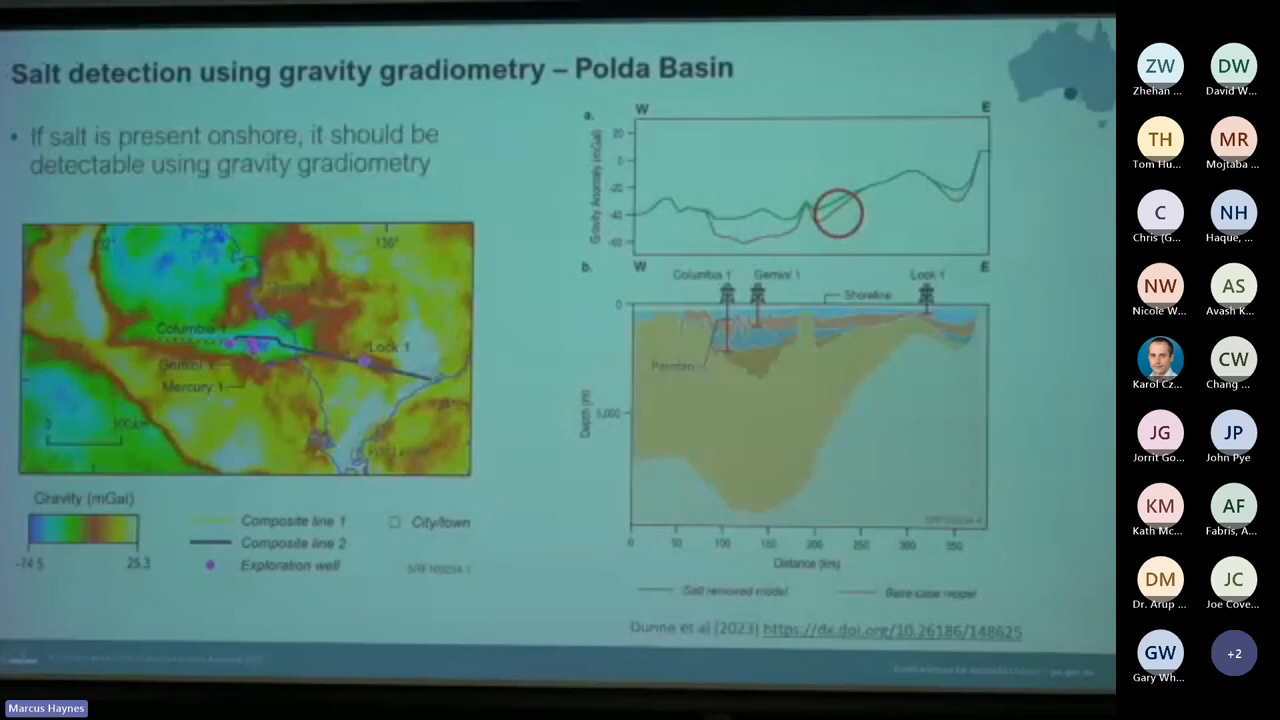 Salt detection using gravity gradiometry – Polda Basin
• If salt is present onshore, it should be
detectable using gravity gradiometry
a.
W
E
Gravity Anomaly (mGal)
20
0
-20
-40
-60
b.
W
E
Columbia 1
Gemini 1
Lock 1
Shoreline
0
Permian
5,000
0
50
100
150
200
250
300
350
Distance (km)
Salt removed model
Base case model
132°
136°
Columbia 1
Gemini 1
Mercury 1
Lock 1
0
100 km
Gravity (mGal)
-74.5
25.3
Composite line 1
Composite line 2
Exploration well
City/town
Dunne et al (2023) https://dx.doi.org/10.26186/148625
Marcus Haynes
ZW
Zhehan ...
DW
David W...
TH
Tom Hu...
MR
Mojtaba ...
C
Chris (G...
NH
Haque, ...
NW
Nicole W...
AS
Avash K...
Karol Cz...
CW
Chang ...
JG
Jorrit Go...
JP
John Pye
KM
Kath Mc...
AF
Fabris, A...
DM
Dr. Arup ...
JC
Joe Cove...
GW
Gary Wh...
+2